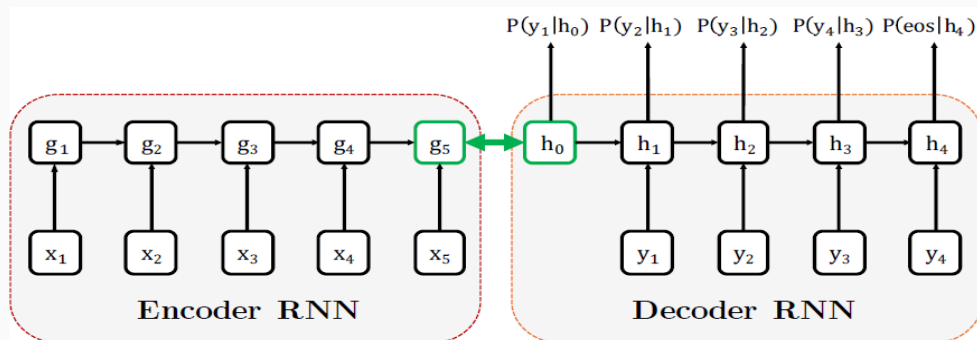 P(y₁|h₀) P(y₂|h₁) P(y₃|h₂) P(y₄|h₃) P(eos|h₄)
g₁ g₂ g₃ g₄ g₅ h₀ h₁ h₂ h₃ h₄
x₁ x₂ x₃ x₄ x₅ y₁ y₂ y₃ y₄
Encoder RNN Decoder RNN